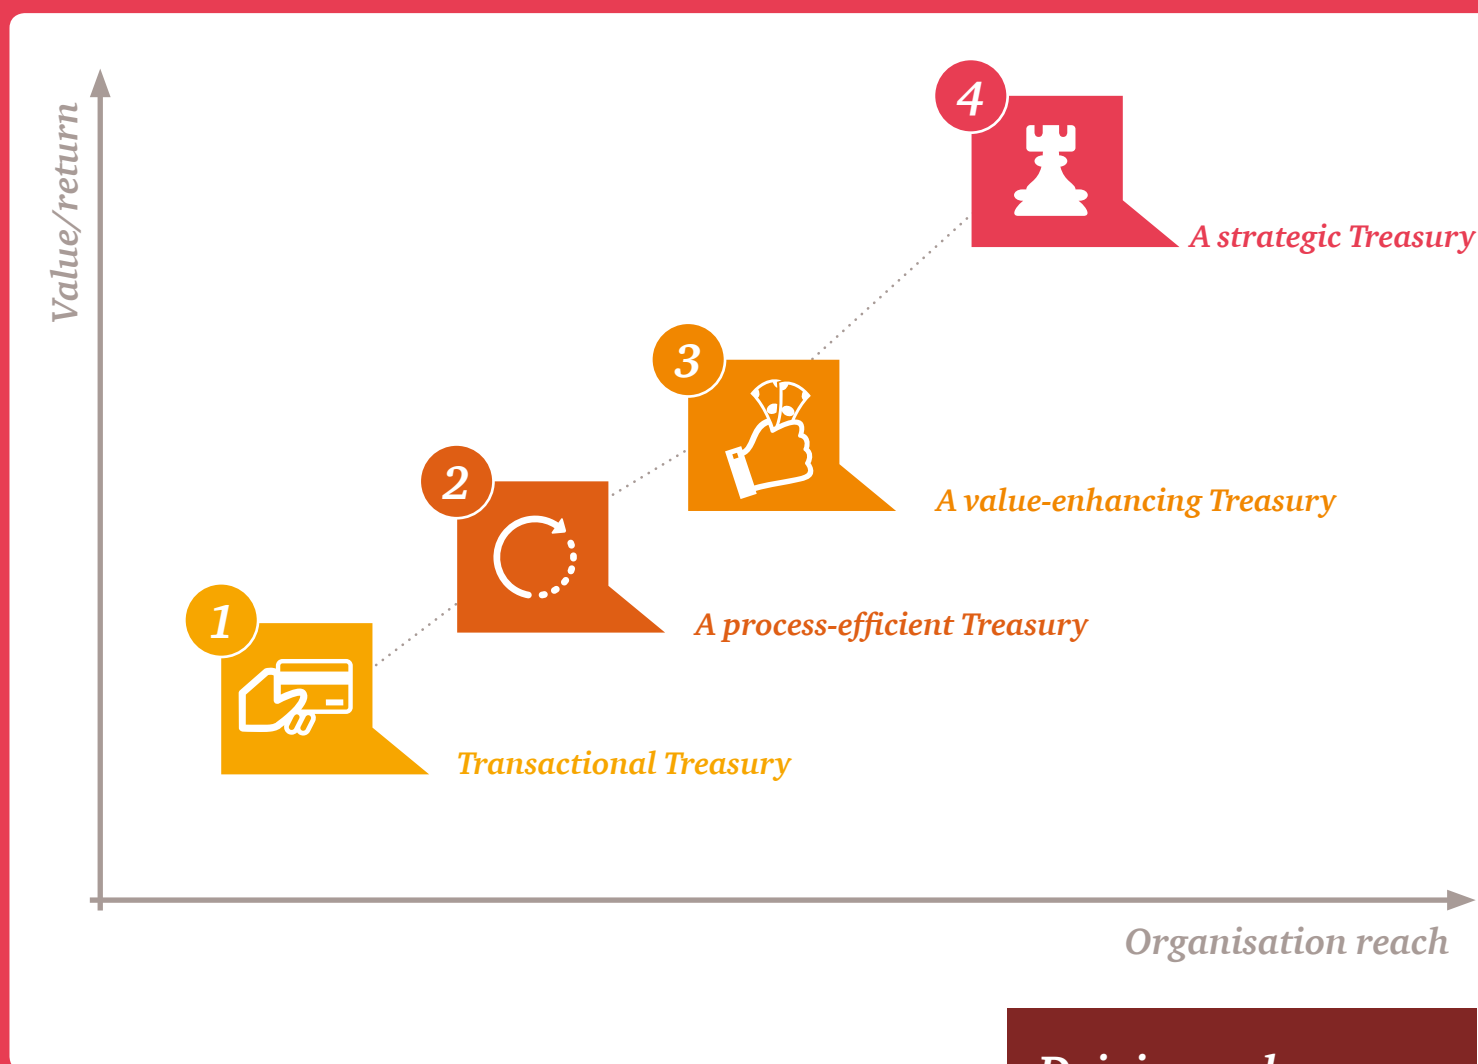 Value/return
4
A strategic Treasury
3
A value-enhancing Treasury
2
A process-efficient Treasury
1
Transactional Treasury
Organisation reach